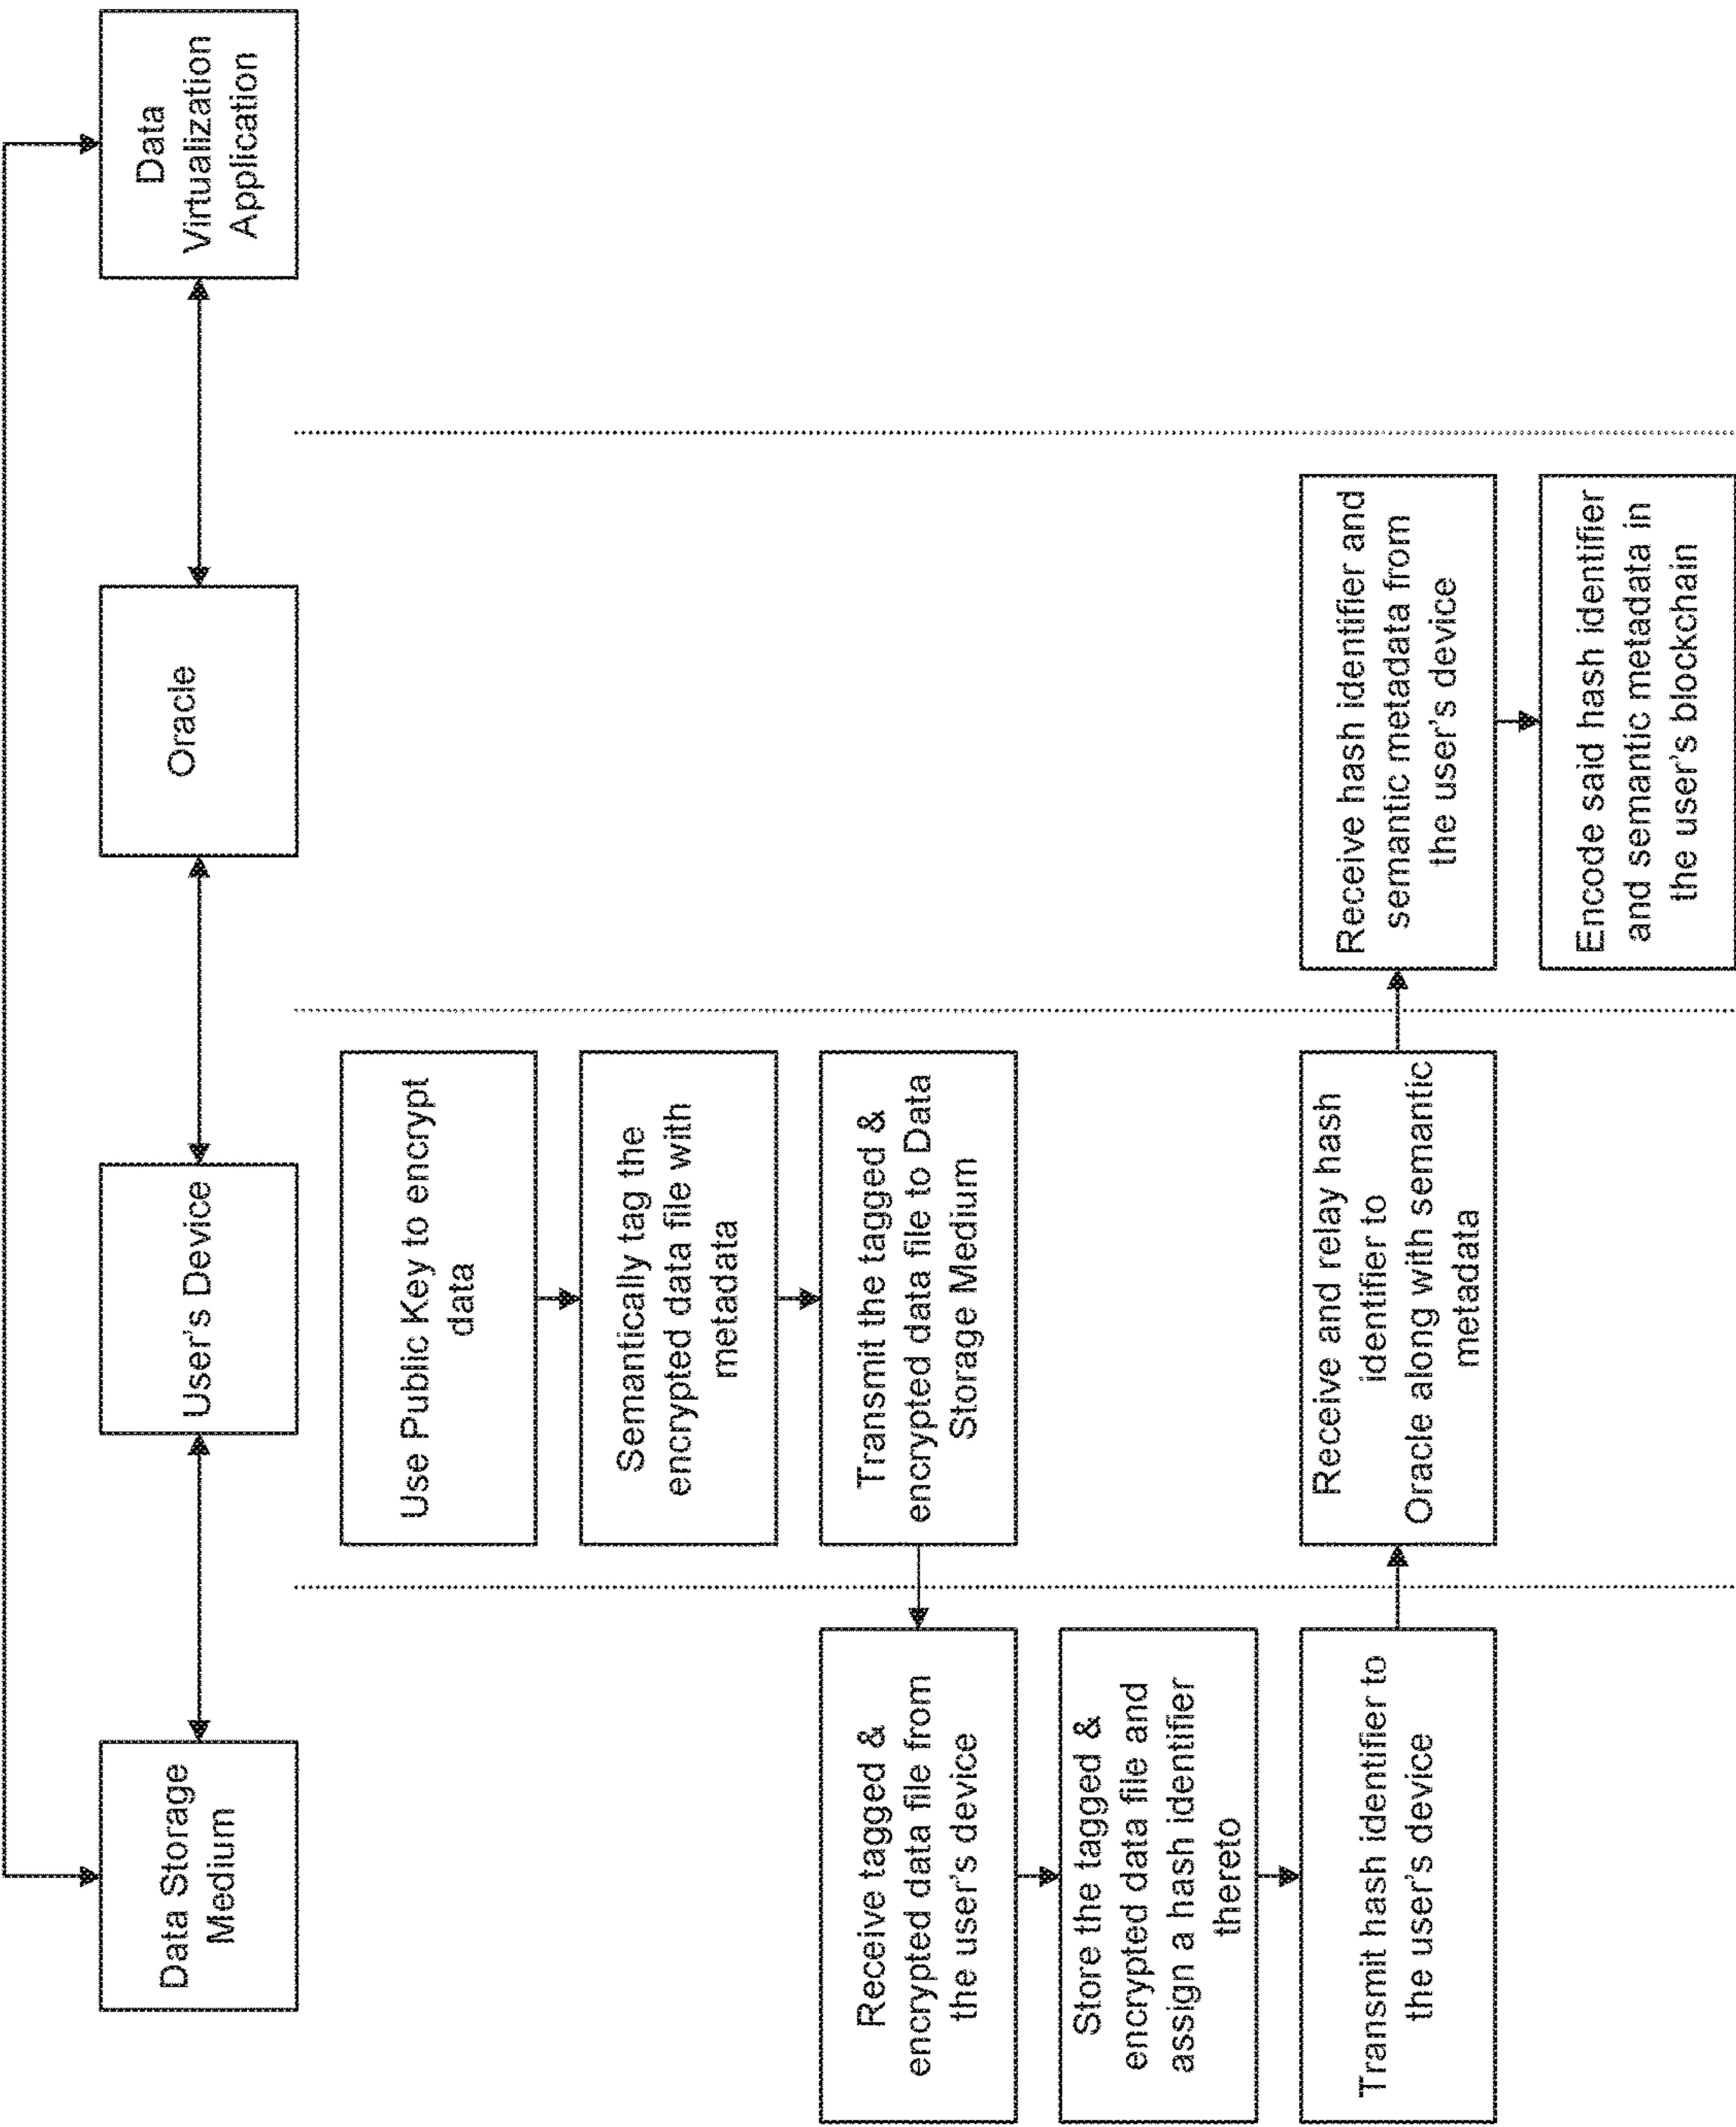 Data Storage
Medium
User's Device
Oracle
Data
Virtualization
Application
Use Public Key to encrypt
data
Semantically tag the
encrypted data file with
metadata
Transmit the tagged &
encrypted data file to Data
Storage Medium
Receive tagged &
encrypted data file from
the user's device
Store the tagged &
encrypted data file and
assign a hash identifier
thereto
Transmit hash identifier to
the user's device
Receive and relay hash
identifier to
Oracle along with semantic
metadata
Receive hash identifier and
semantic metadata from
the user's device
Encode said hash identifier
and semantic metadata in
the user's blockchain